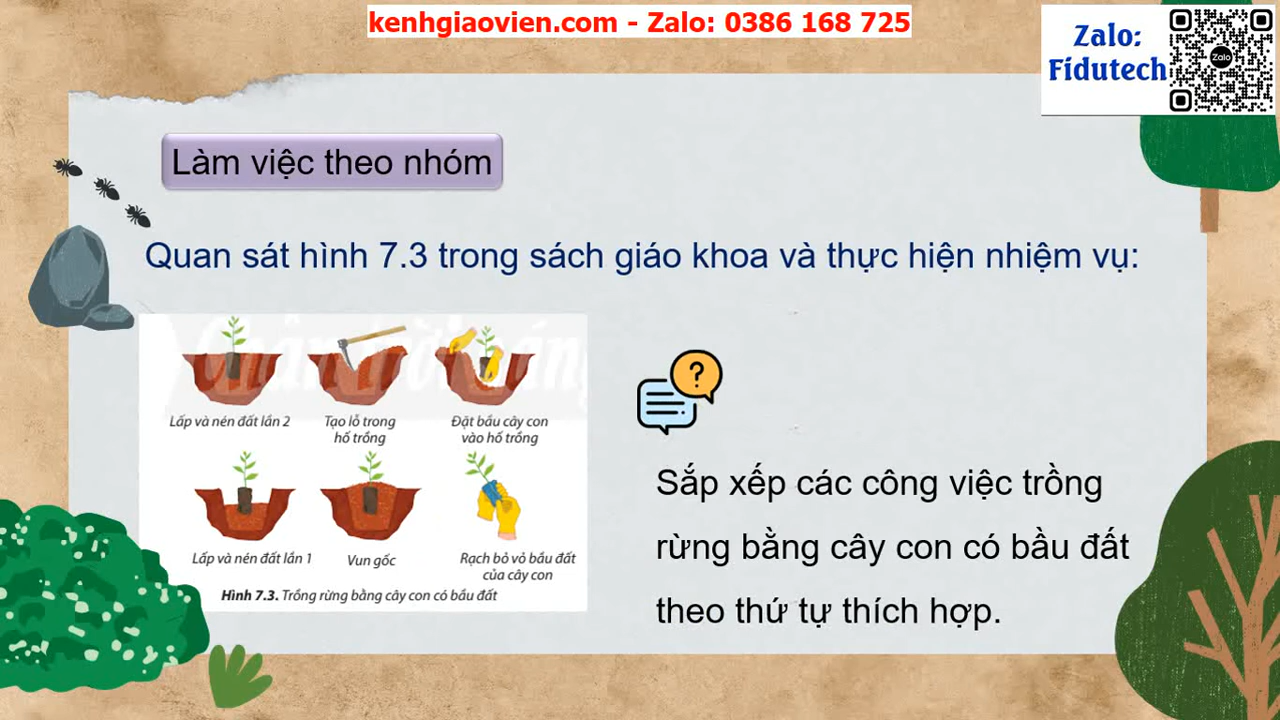 kenhgiaovien.com - Zalo: 0386 168 725
Zalo:
Fidutech
Zalo
Làm việc theo nhóm
Quan sát hình 7.3 trong sách giáo khoa và thực hiện nhiệm vụ:
Lấp và nén đất lần 2
Tạo lỗ trong
hố trồng
Đặt bầu cây con
vào hố trồng
Lấp và nén đất lần 1
Vun gốc
Rạch bỏ vỏ bầu đất
của cây con
Hình 7.3. Trồng rừng bằng cây con có bầu đất
?
Sắp xếp các công việc trồng
rừng bằng cây con có bầu đất
theo thứ tự thích hợp.